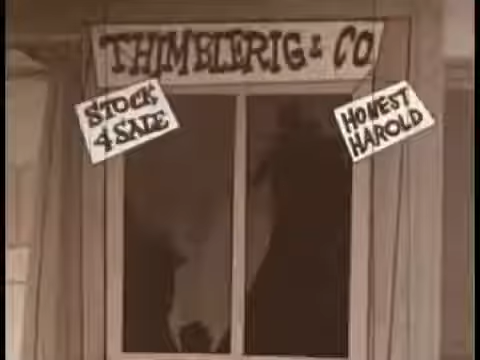 THIMBLERIG & CO
STOCK
4 SALE
HONEST
HAROLD